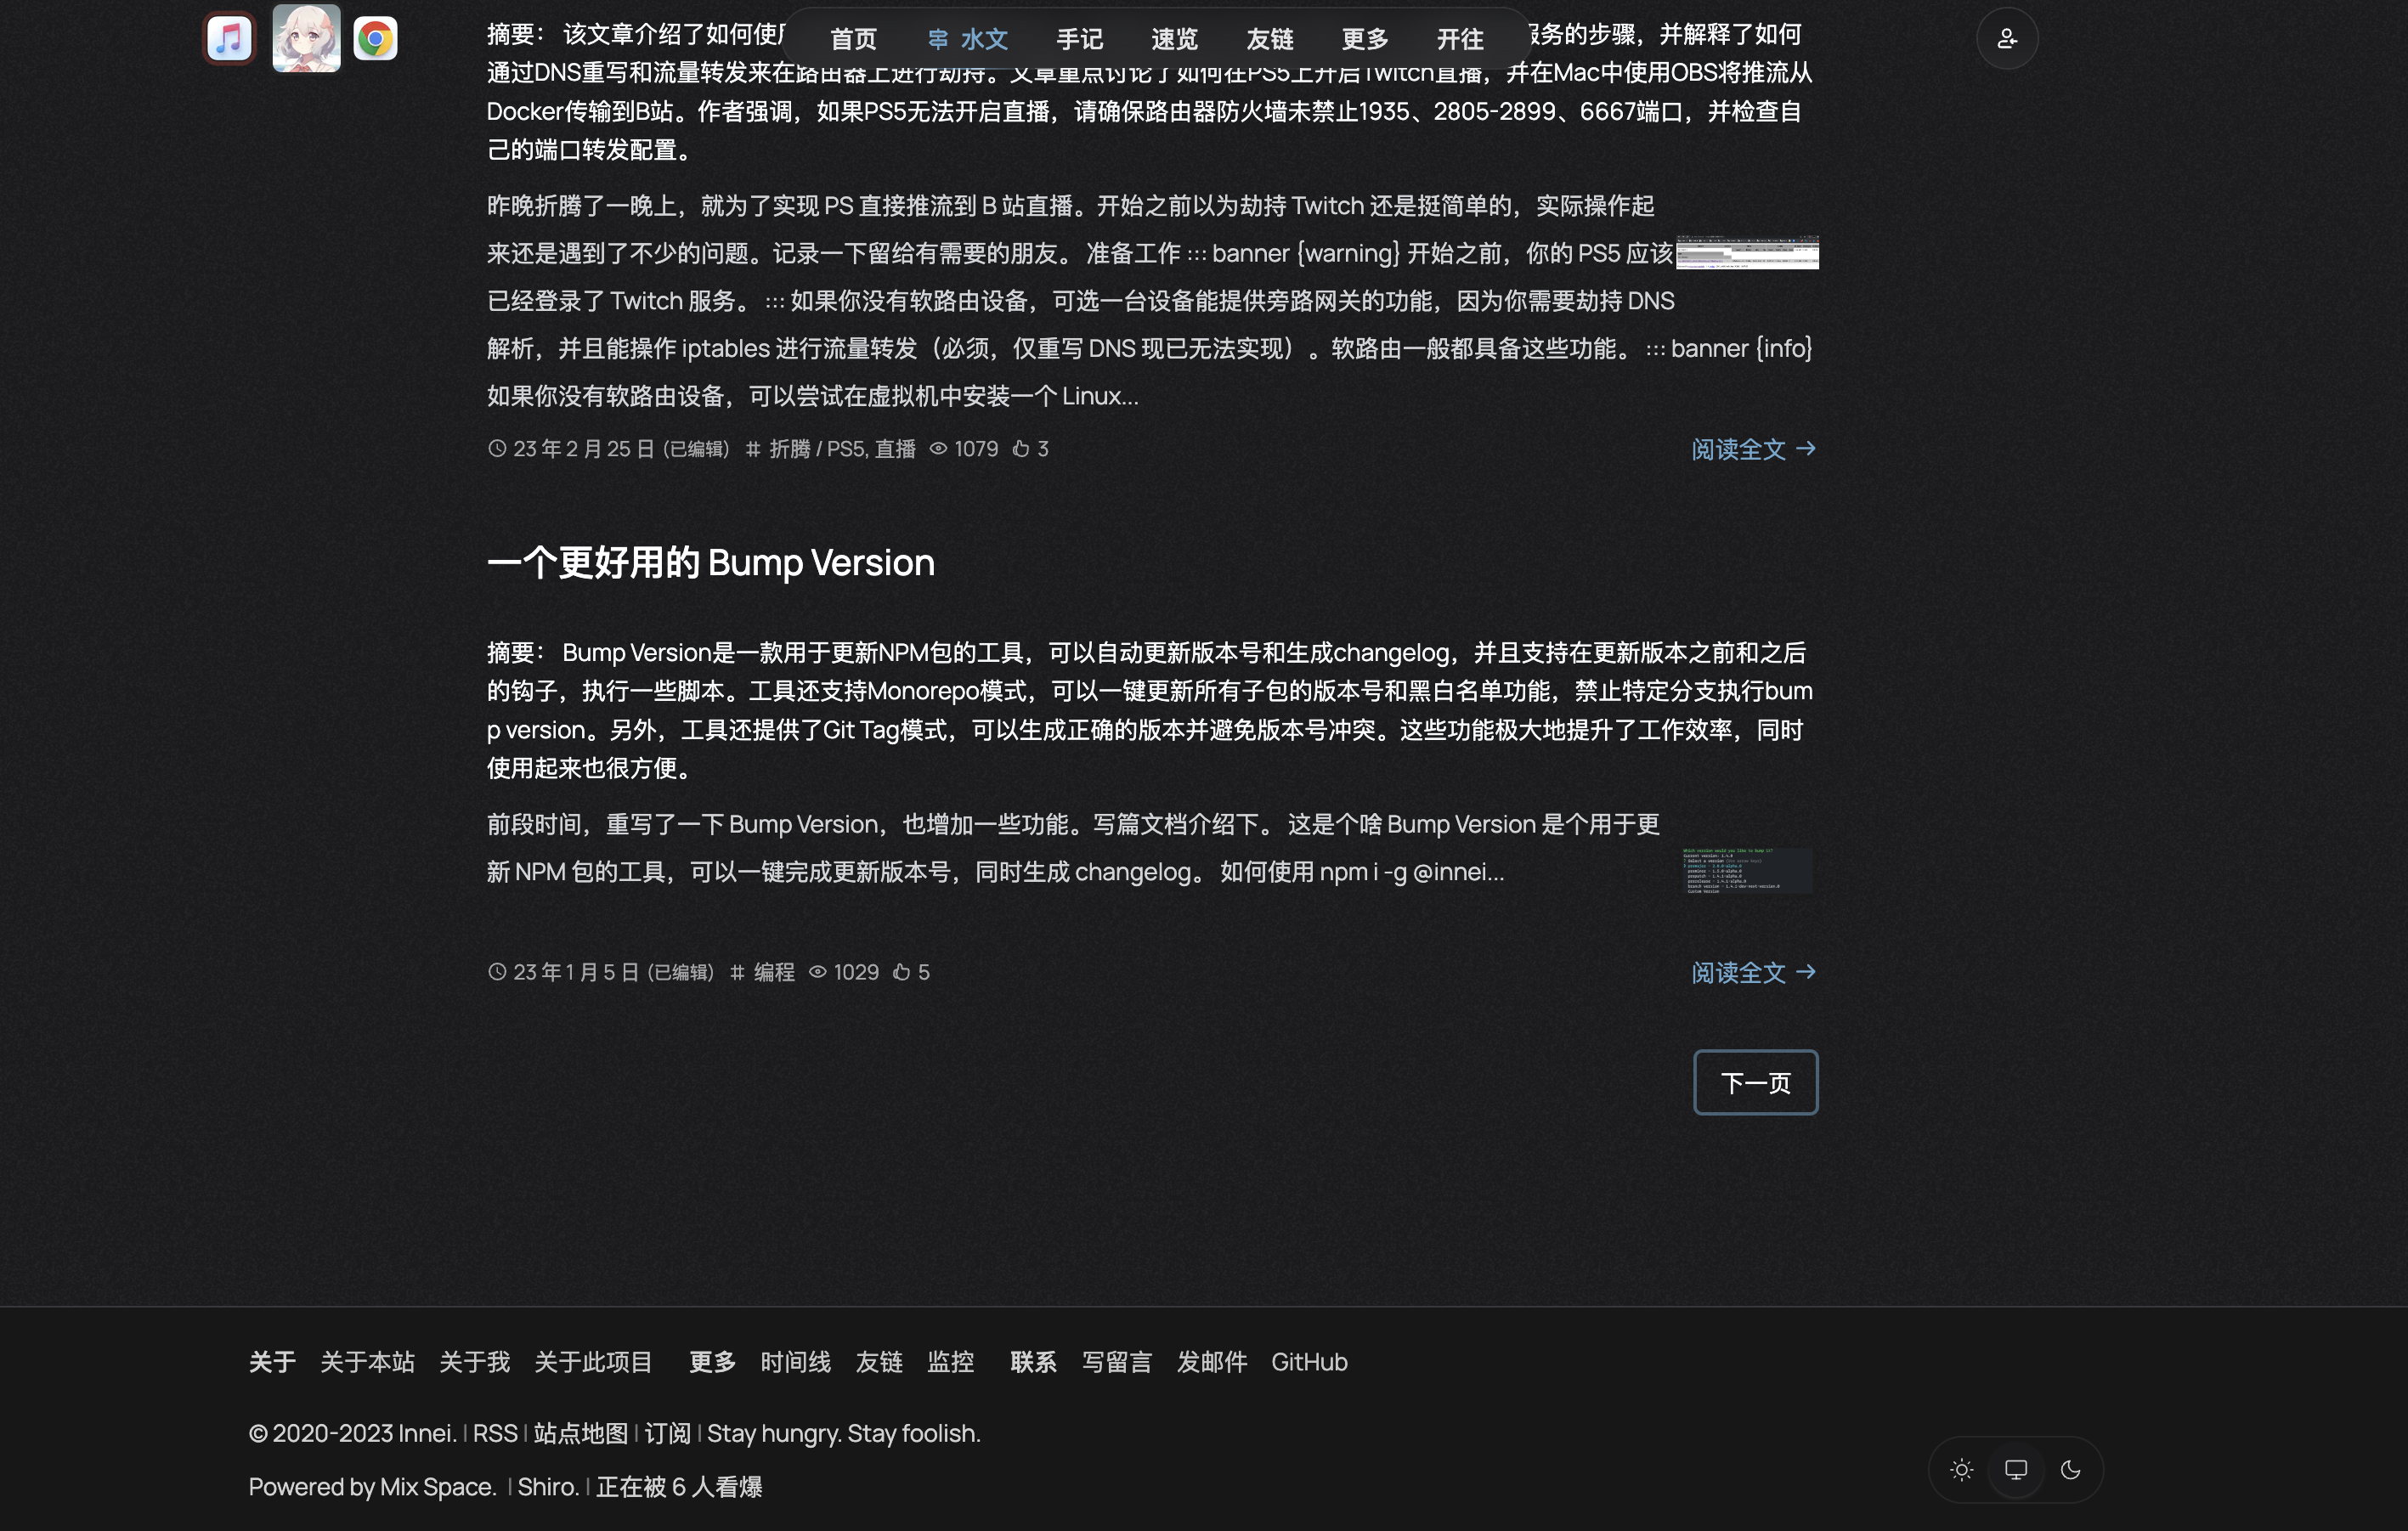 首页 水文 手记 速览 友链 更多 开往
摘要： 该文章介绍了如何使
服务的步骤，并解释了如何
通过DNS重写和流量转发来在路由器上进行劫持。文章重点讨论了如何在PS5上开启Twitch直播，并在Mac中使用OBS将推流从
Docker传输到B站。作者强调，如果PS5无法开启直播，请确保路由器防火墙未禁止1935、2805-2899、6667端口，并检查自
己的端口转发配置。
昨晚折腾了一晚上，就为了实现 PS 直接推流到 B 站直播。开始之前以为劫持 Twitch 还是挺简单的，实际操作起
来还是遇到了不少的问题。记录一下留给有需要的朋友。 准备工作 ::: banner {warning} 开始之前，你的 PS5 应该
已经登录了 Twitch 服务。 ::: 如果你没有软路由设备，可选一台设备能提供旁路网关的功能，因为你需要劫持 DNS
解析，并且能操作 iptables 进行流量转发（必须，仅重写 DNS 现已无法实现）。软路由一般都具备这些功能。 ::: banner {info}
如果你没有软路由设备，可以尝试在虚拟机中安装一个 Linux...
23 年 2 月 25 日 (已编辑) # 折腾 / PS5, 直播 1079 3
阅读全文 →
一个更好用的 Bump Version
摘要： Bump Version是一款用于更新NPM包的工具，可以自动更新版本号和生成changelog，并且支持在更新版本之前和之后
的钩子，执行一些脚本。工具还支持Monorepo模式，可以一键更新所有子包的版本号和黑白名单功能，禁止特定分支执行bum
p version。另外，工具还提供了Git Tag模式，可以生成正确的版本并避免版本号冲突。这些功能极大地提升了工作效率，同时
使用起来也很方便。
前段时间，重写了一下 Bump Version，也增加一些功能。写篇文档介绍下。 这是个啥 Bump Version 是个用于更
新 NPM 包的工具，可以一键完成更新版本号，同时生成 changelog。 如何使用 npm i -g @innei...
23 年 1 月 5 日 (已编辑) # 编程 1029 5
阅读全文 →
下一页
关于 关于本站 关于我 关于此项目 更多 时间线 友链 监控 联系 写留言 发邮件 GitHub
© 2020-2023 Innei. | RSS | 站点地图 | 订阅 | Stay hungry. Stay foolish.
Powered by Mix Space. | Shiro. | 正在被 6 人看爆